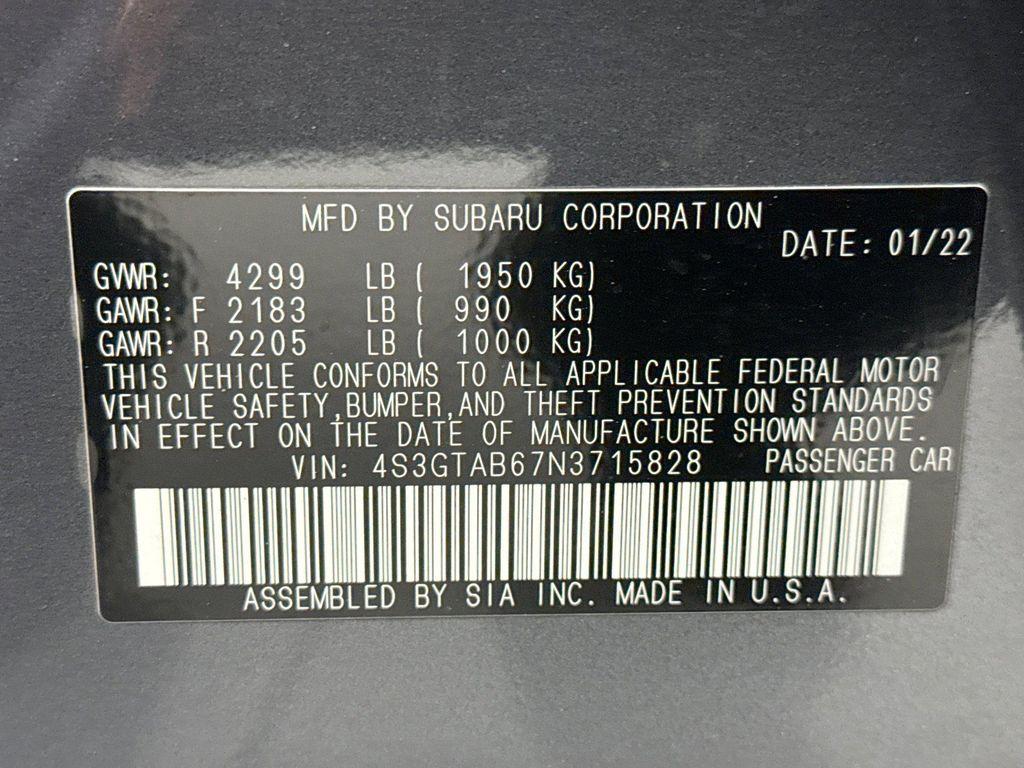 MFD BY SUBARU CORPORATION
DATE: 01/22
GVWR: 4299 LB ( 1950 KG)
GAWR: F 2183 LB ( 990 KG)
GAWR: R 2205 LB ( 1000 KG)
THIS VEHICLE CONFORMS TO ALL APPLICABLE FEDERAL MOTOR
VEHICLE SAFETY,BUMPER,AND THEFT PREVENTION STANDARDS
IN EFFECT ON THE DATE OF MANUFACTURE SHOWN ABOVE.
VIN: 4S3GTAB67N3715828 PASSENGER CAR
ASSEMBLED BY SIA INC. MADE IN U.S.A.